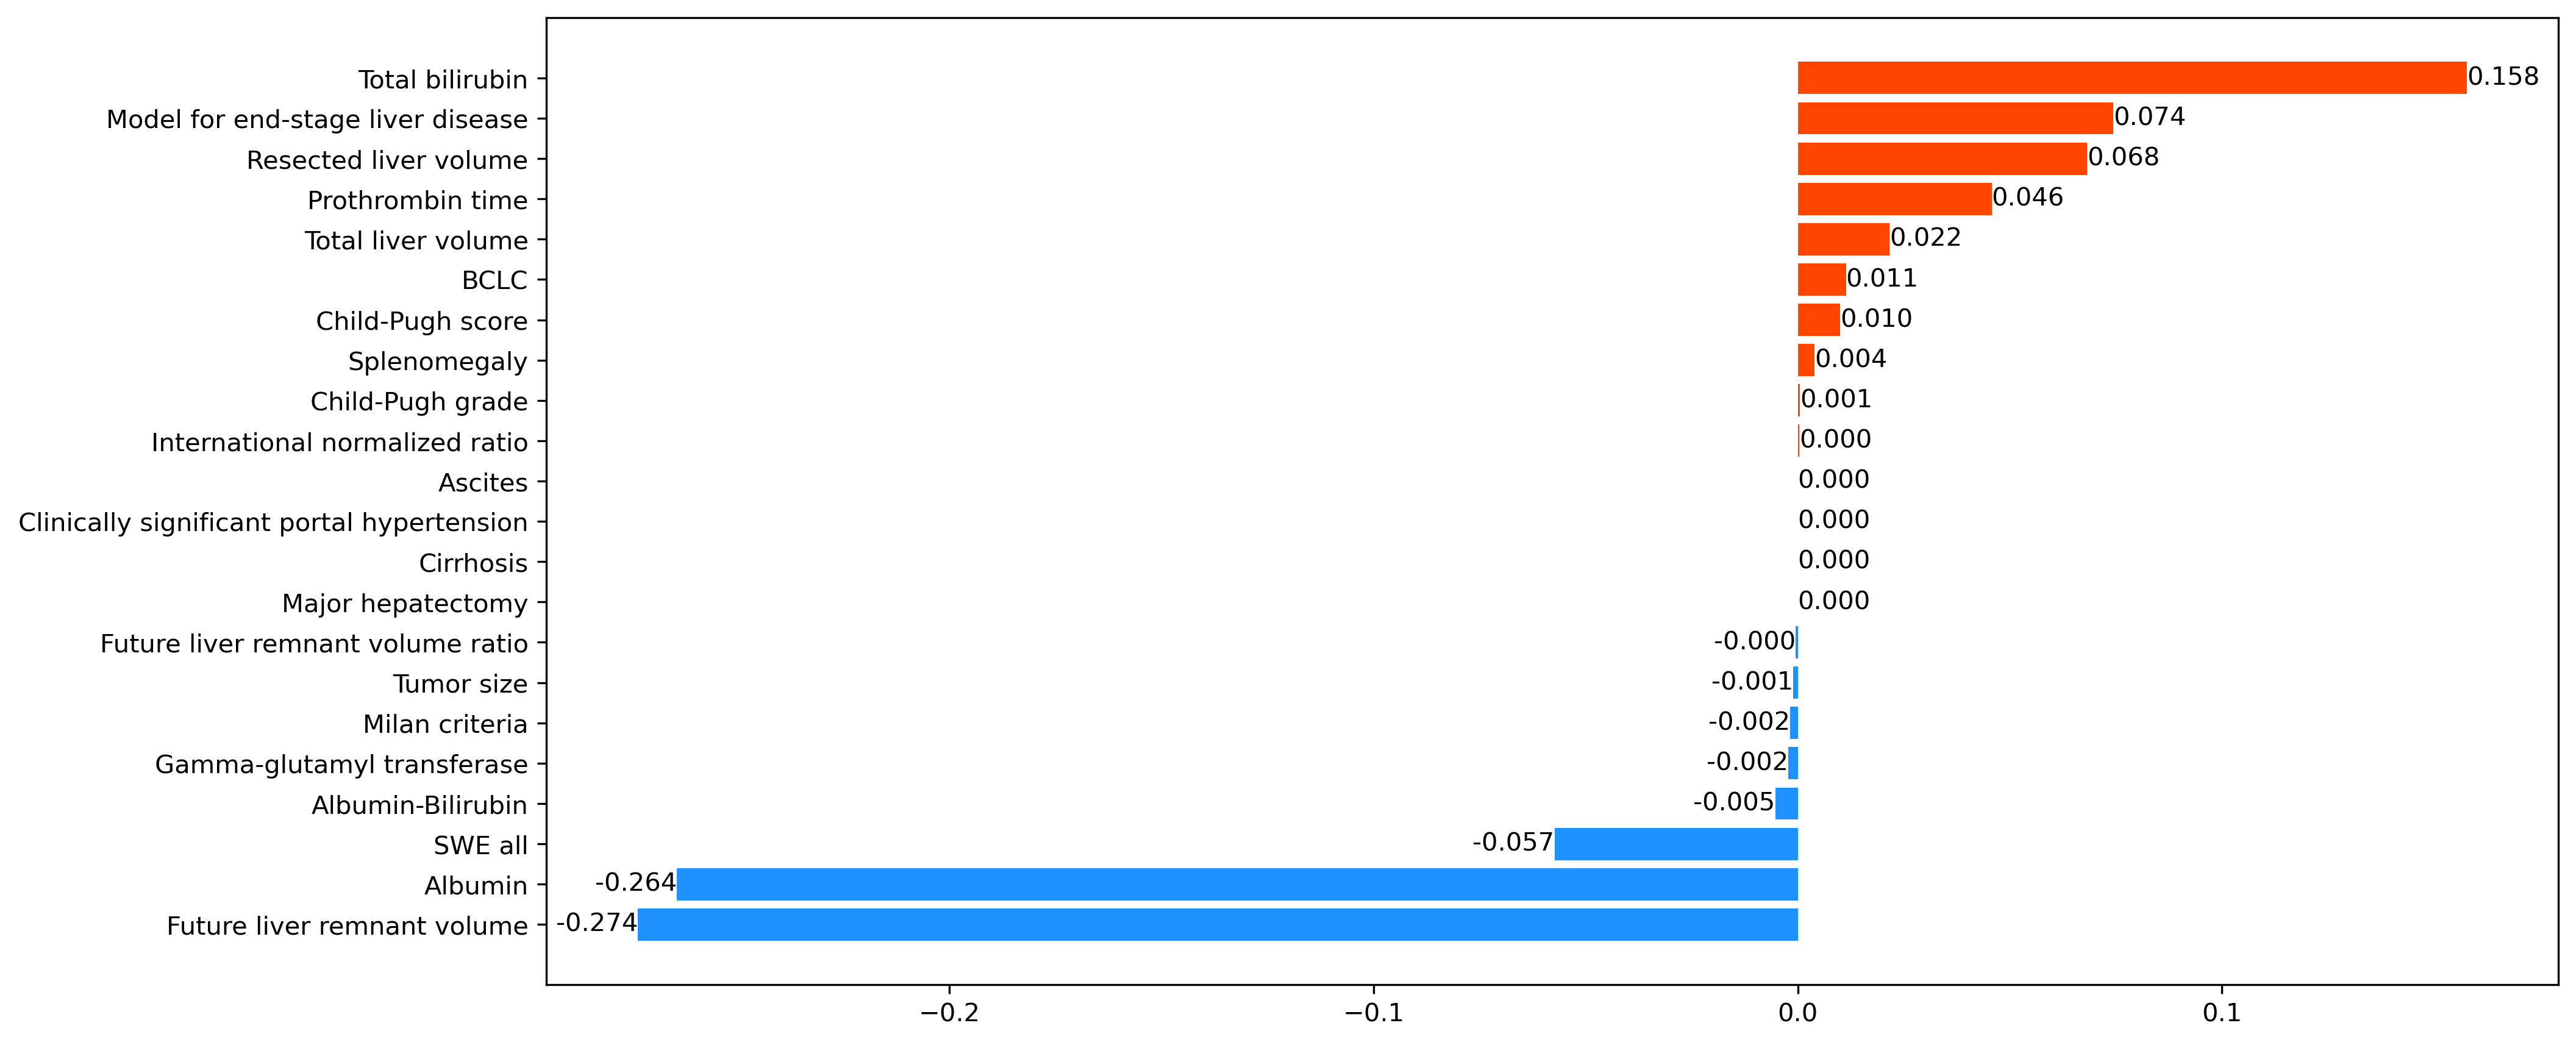 Total bilirubin 0.158
Model for end-stage liver disease 0.074
Resected liver volume 0.068
Prothrombin time 0.046
Total liver volume 0.022
BCLC 0.011
Child-Pugh score 0.010
Splenomegaly 0.004
Child-Pugh grade 0.001
International normalized ratio 0.000
Ascites 0.000
Clinically significant portal hypertension 0.000
Cirrhosis 0.000
Major hepatectomy 0.000
Future liver remnant volume ratio -0.000
Tumor size -0.001
Milan criteria -0.002
Gamma-glutamyl transferase -0.002
Albumin-Bilirubin -0.005
SWE all -0.057
Albumin -0.264
Future liver remnant volume -0.274
−0.2 −0.1 0.0 0.1